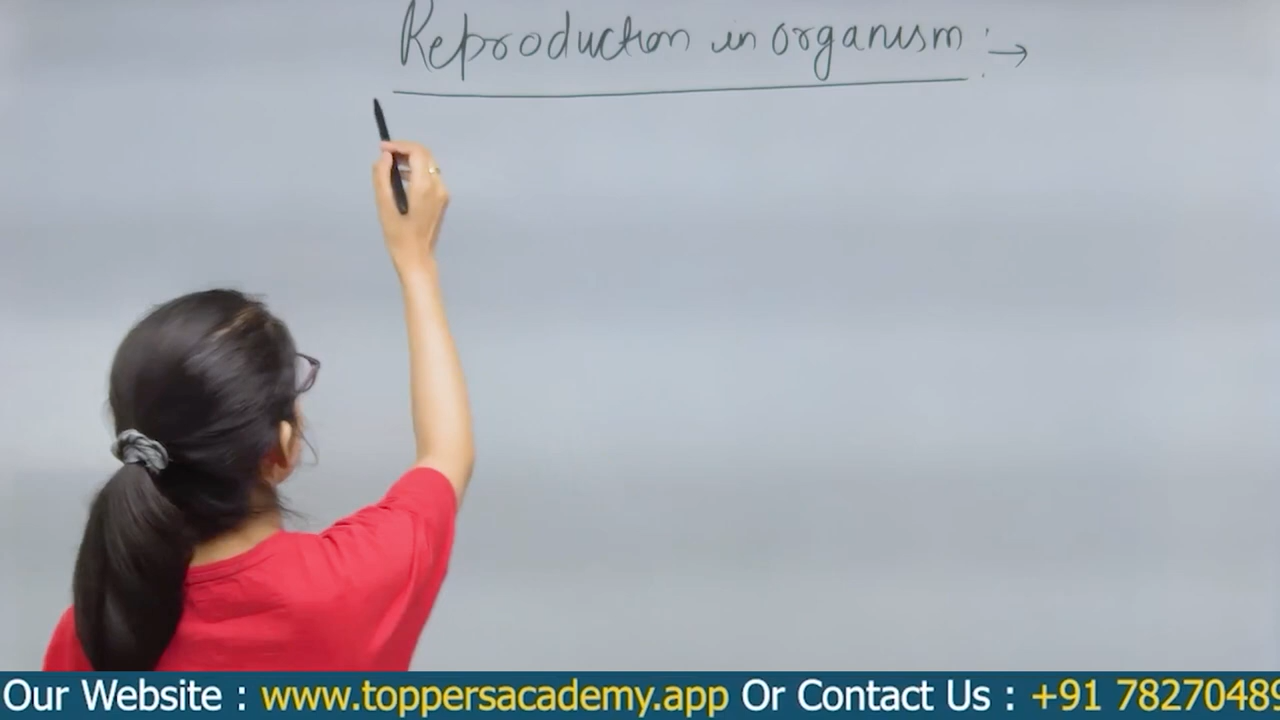 Reproduction in organism :→
Our Website : www.toppersacademy.app Or Contact Us : +91 7827048